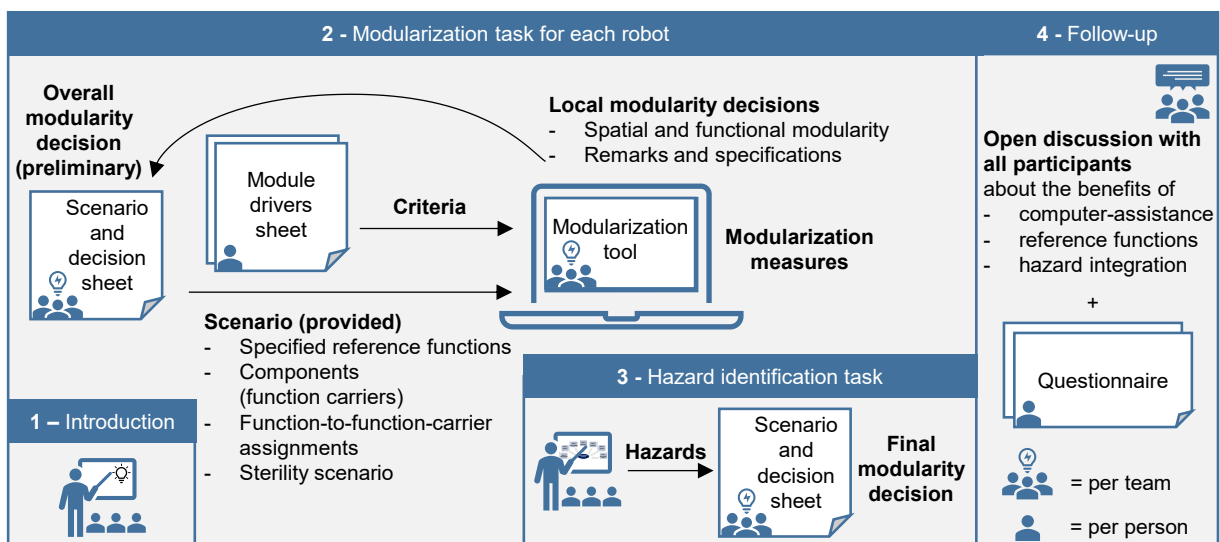 2 - Modularization task for each robot
Overall
modularity
decision
(preliminary)
Scenario
and
decision
sheet
Module
drivers
sheet
Criteria
Local modularity decisions
- Spatial and functional modularity
- Remarks and specifications
Modularization
tool
Modularization
measures
Scenario (provided)
- Specified reference functions
- Components
(function carriers)
- Function-to-function-carrier
assignments
- Sterility scenario
1 – Introduction
3 - Hazard identification task
Hazards
Scenario
and
decision
sheet
Final
modularity
decision
4 - Follow-up
Open discussion with
all participants
about the benefits of
- computer-assistance
- reference functions
- hazard integration
+
Questionnaire
= per team
= per person